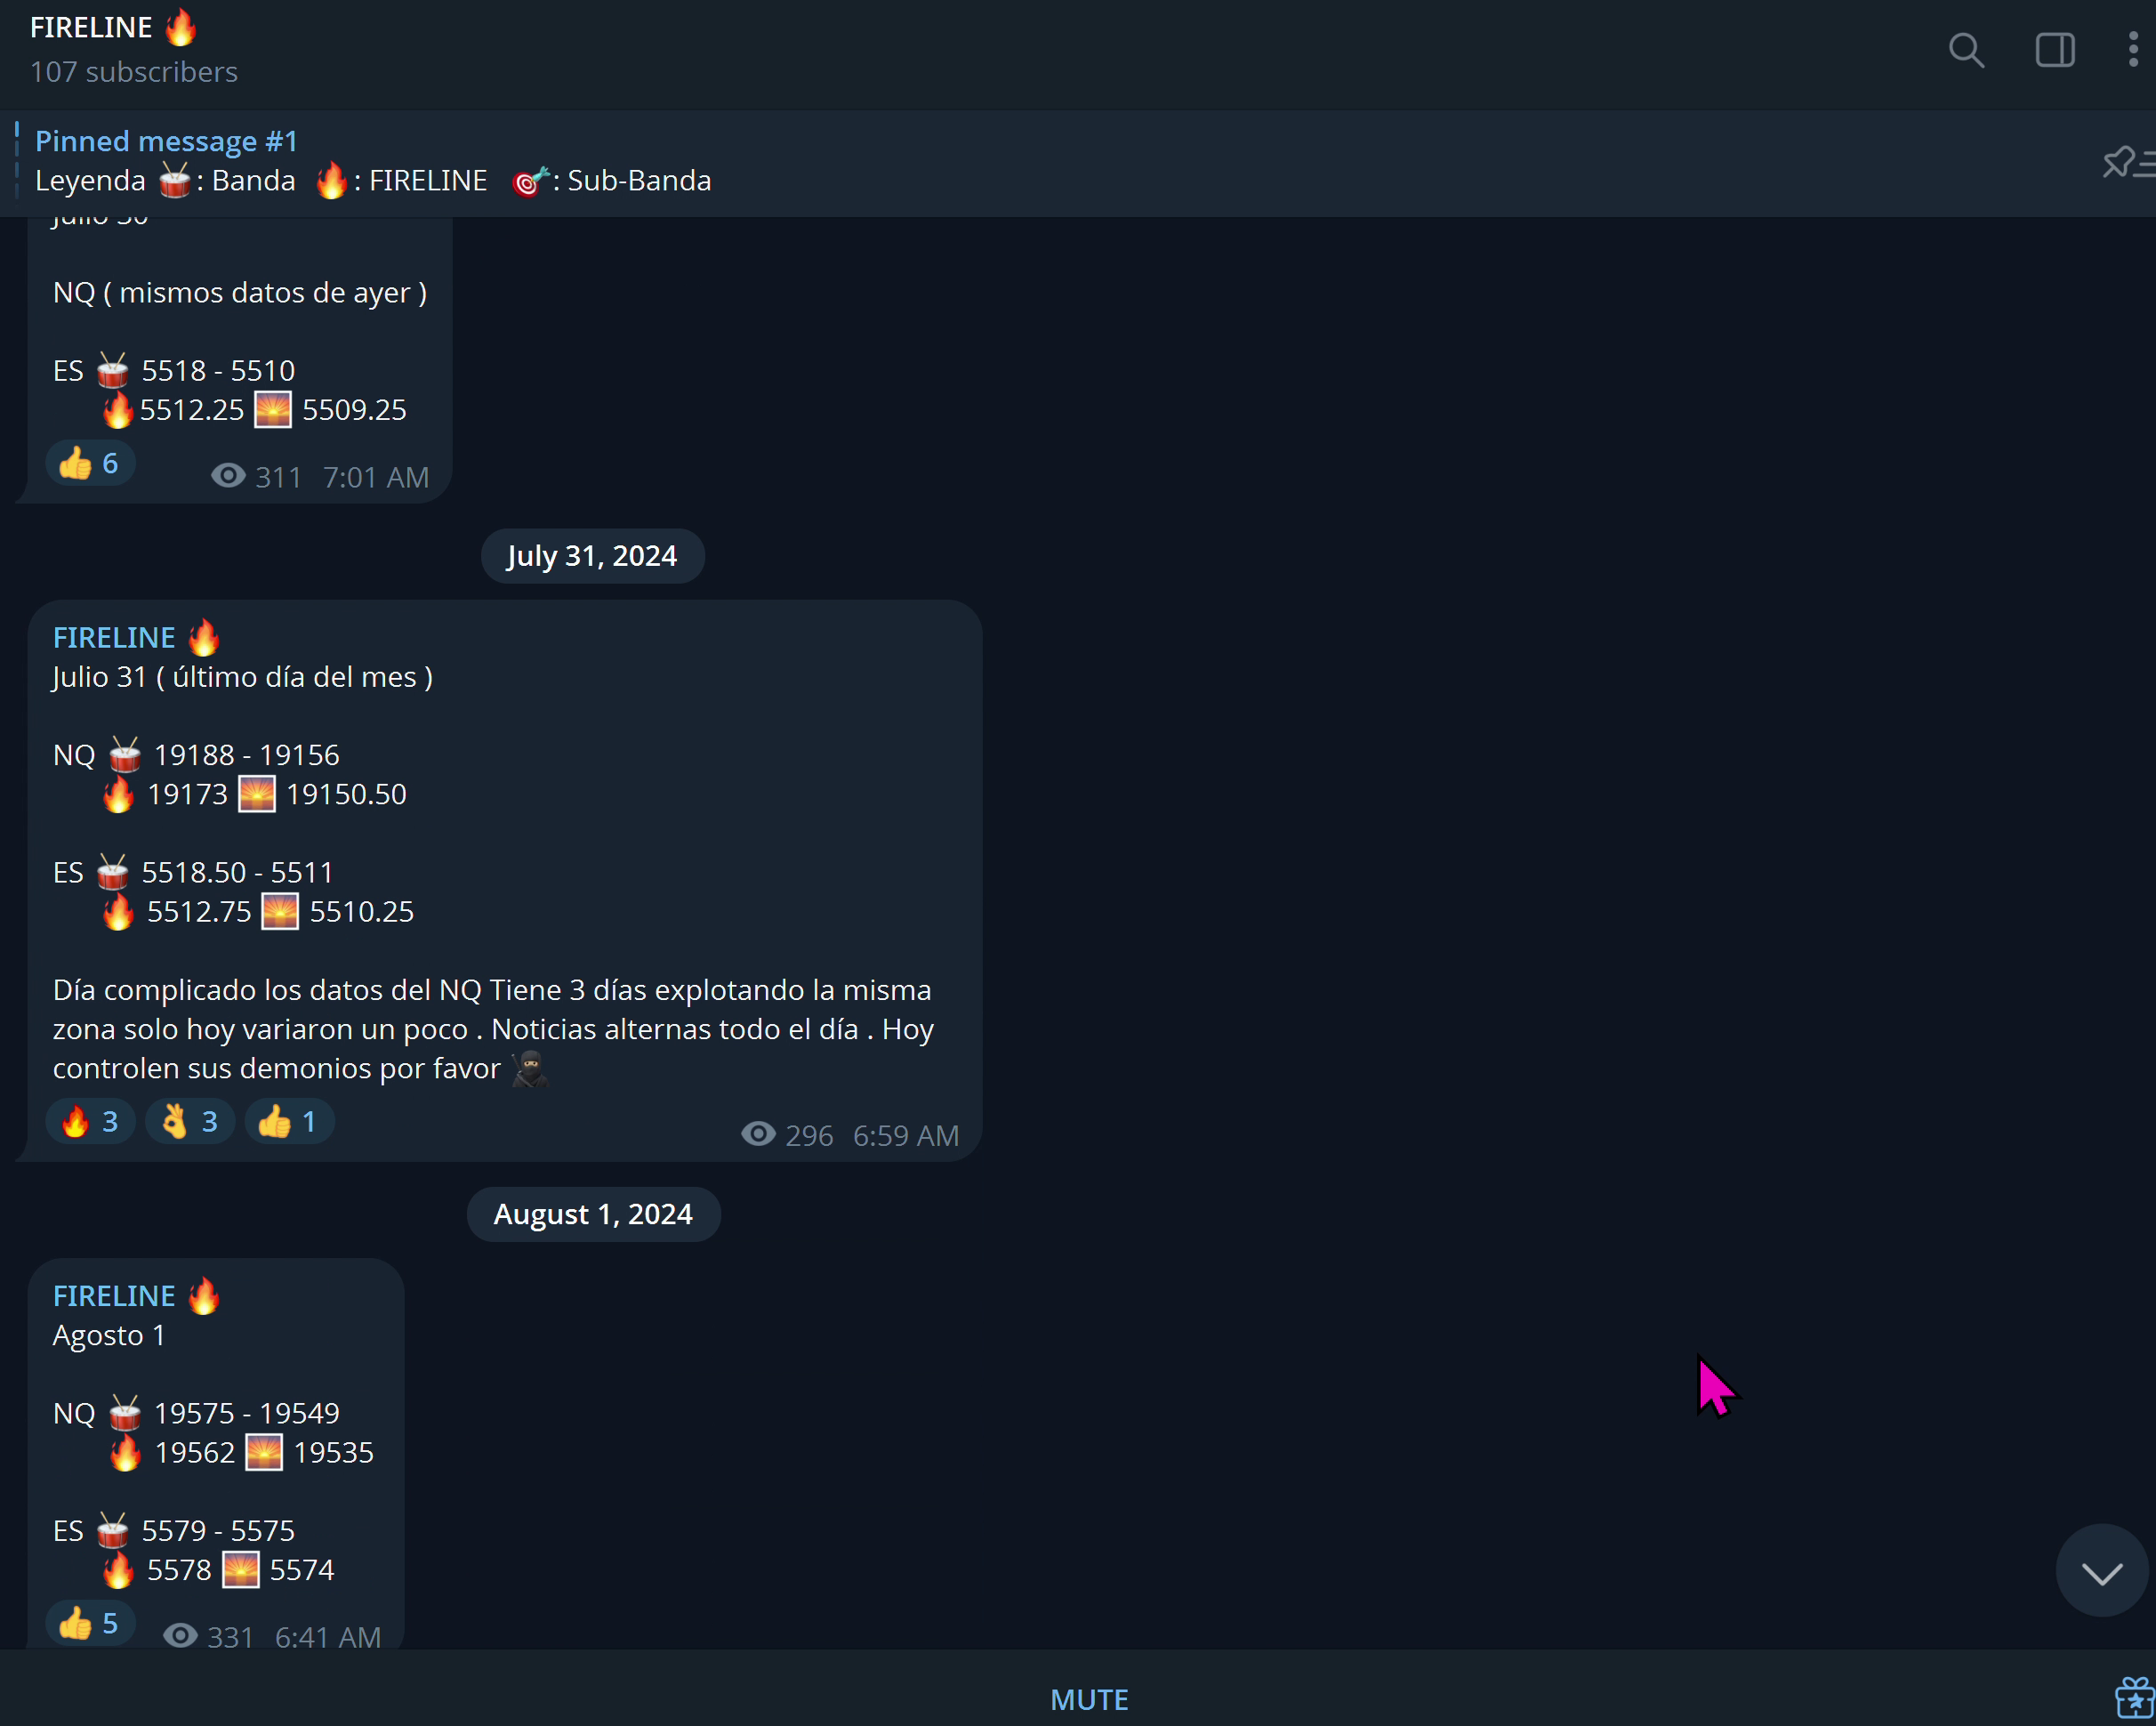 FIRELINE 🔥
107 subscribers
Pinned message #1
Leyenda 🥁: Banda 🔥: FIRELINE 🎯: Sub-Banda
Julio 30
NQ ( mismos datos de ayer )
ES 🥁 5518 - 5510
🔥5512.25 🌅 5509.25
👍 6 311 7:01 AM
July 31, 2024
FIRELINE 🔥
Julio 31 ( último día del mes )
NQ 🥁 19188 - 19156
🔥 19173 🌅 19150.50
ES 🥁 5518.50 - 5511
🔥 5512.75 🌅 5510.25
Día complicado los datos del NQ Tiene 3 días explotando la misma
zona solo hoy variaron un poco . Noticias alternas todo el día . Hoy
controlen sus demonios por favor 🥷
🔥 3 👌 3 👍 1 296 6:59 AM
August 1, 2024
FIRELINE 🔥
Agosto 1
NQ 🥁 19575 - 19549
🔥 19562 🌅 19535
ES 🥁 5579 - 5575
🔥 5578 🌅 5574
👍 5 331 6:41 AM
MUTE